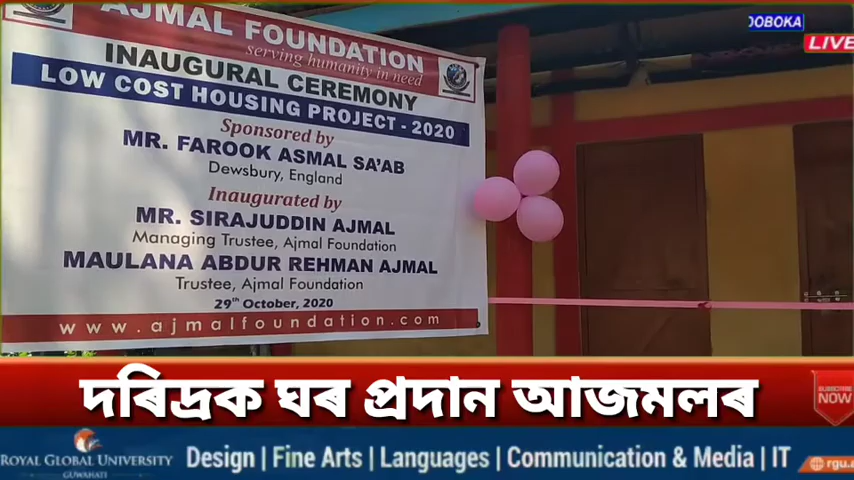 DOBOKA
LIVE
AJMAL FOUNDATION
serving humanity in need
INAUGURAL CEREMONY
LOW COST HOUSING PROJECT - 2020
Sponsored by
MR. FAROOK ASMAL SA'AB
Dewsbury, England
Inaugurated by
MR. SIRAJUDDIN AJMAL
Managing Trustee, Ajmal Foundation
MAULANA ABDUR REHMAN AJMAL
Trustee, Ajmal Foundation
29th October, 2020
www.ajmalfoundation.com
দৰিদ্ৰক ঘৰ প্ৰদান আজমলৰ
SUBSCRIBE
NOW
ROYAL GLOBAL UNIVERSITY
GUWAHATI
Design | Fine Arts | Languages | Communication & Media | IT
rgu.a